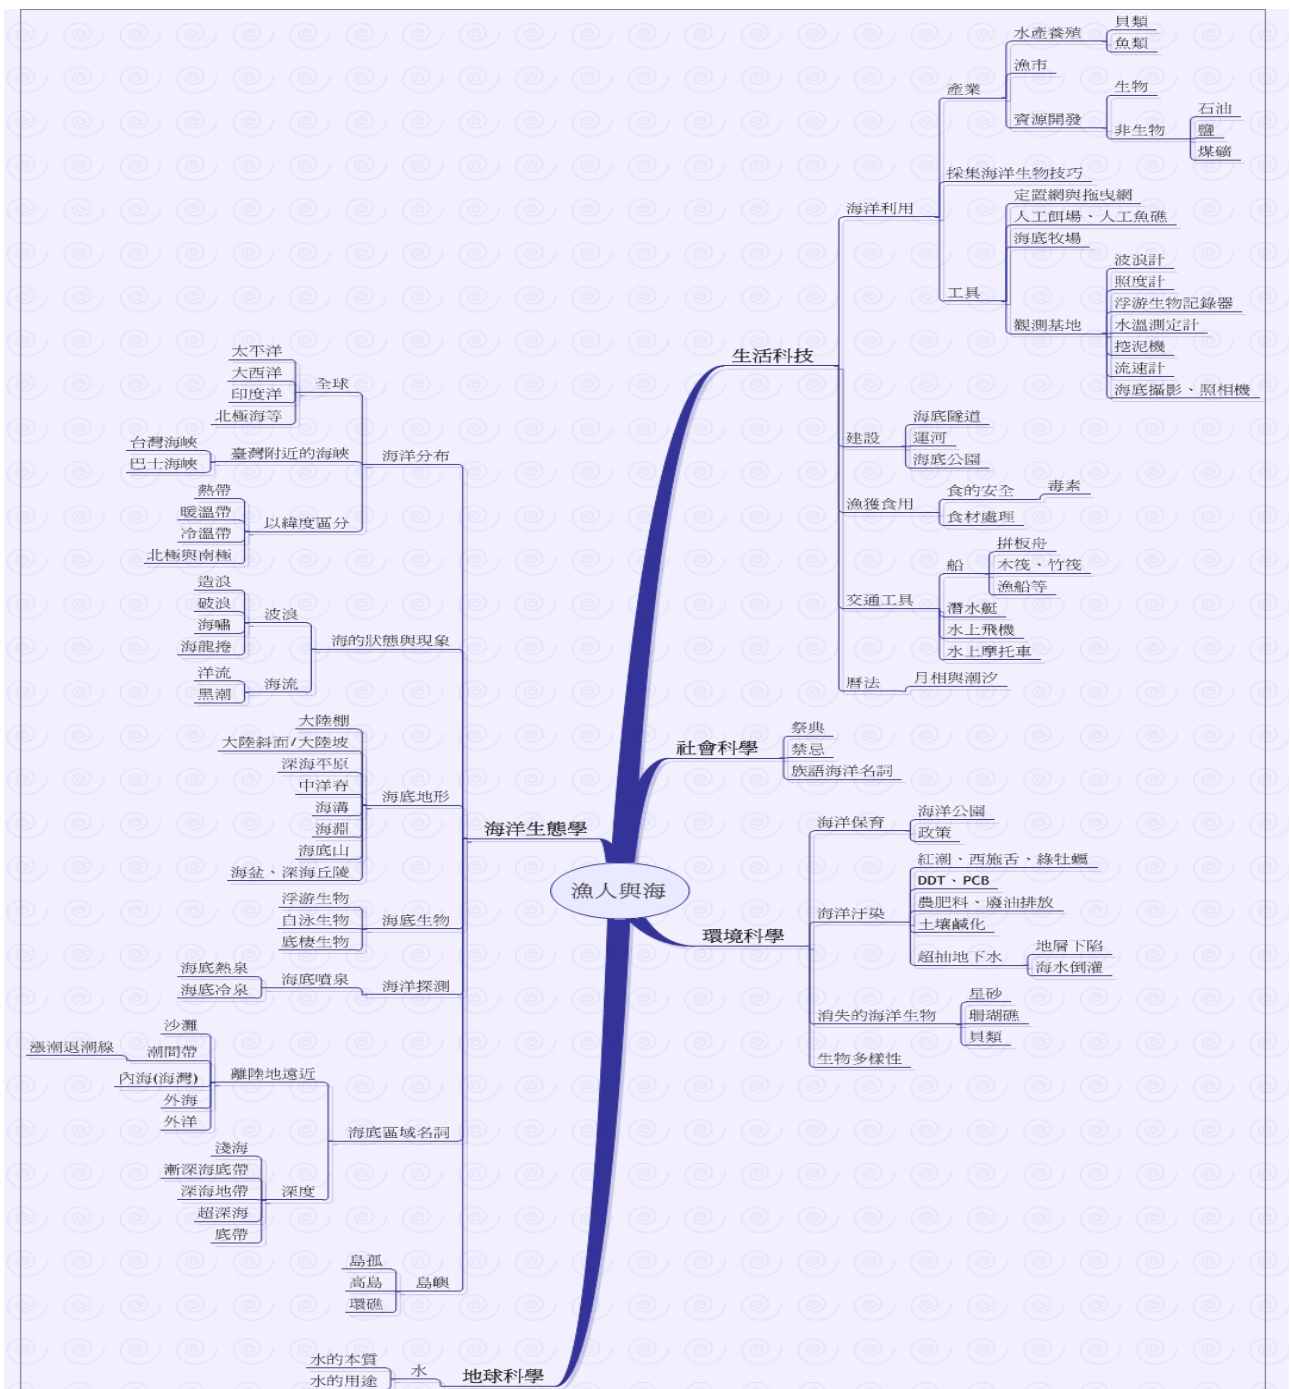 漁人與海
生活科技
海洋利用
產業
水產養殖
貝類
魚類
漁市
資源開發
生物
非生物
石油
鹽
煤礦
採集海洋生物技巧
工具
定置網與拖曳網
人工餌場、人工魚礁
海底牧場
觀測基地
波浪計
照度計
浮游生物記錄器
水溫測定計
挖泥機
流速計
海底攝影、照相機
建設
海底隧道
運河
海底公園
漁獲食用
食的安全
毒素
食材處理
交通工具
船
拼板舟
木筏、竹筏
漁船等
潛水艇
水上飛機
水上摩托車
曆法
月相與潮汐
社會科學
祭典
禁忌
族語海洋名詞
環境科學
海洋保育
海洋公園
政策
海洋汙染
紅潮、西施舌、綠牡蠣
DDT、PCB
農肥料、廢油排放
土壤鹹化
超抽地下水
地層下陷
海水倒灌
消失的海洋生物
星砂
珊瑚礁
貝類
生物多樣性
海洋生態學
海洋分布
全球
太平洋
大西洋
印度洋
北極海等
臺灣附近的海峽
台灣海峽
巴士海峽
以緯度區分
熱帶
暖溫帶
冷溫帶
北極與南極
海的狀態與現象
波浪
造浪
破浪
海嘯
海龍捲
海流
洋流
黑潮
海底地形
大陸棚
大陸斜面/大陸坡
深海平原
中洋脊
海溝
海淵
海底山
海盆、深海丘陵
海底生物
浮游生物
自泳生物
底棲生物
海洋探測
海底噴泉
海底熱泉
海底冷泉
海底區域名詞
離陸地遠近
沙灘
潮間帶
漲潮退潮線
內海(海灣)
外海
外洋
深度
淺海
漸深海底帶
深海地帶
超深海
底帶
島嶼
島孤
高島
環礁
地球科學
水
水的本質
水的用途